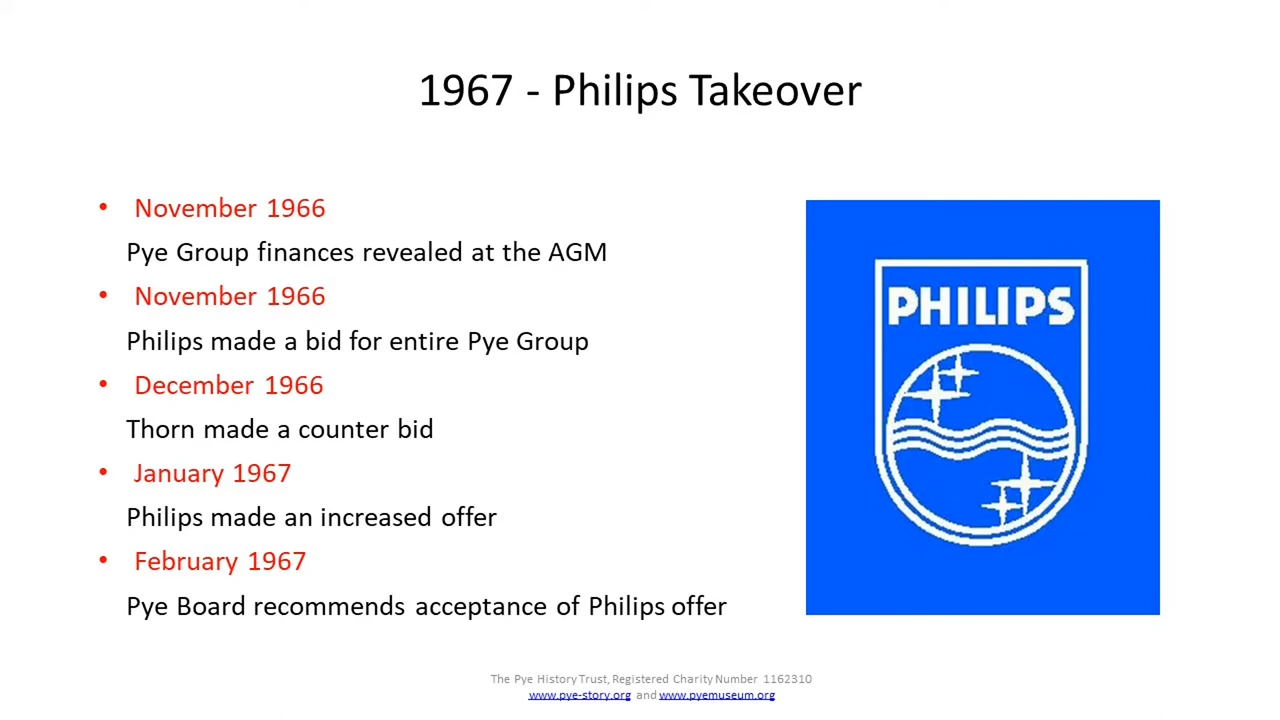 1967 - Philips Takeover
• November 1966
Pye Group finances revealed at the AGM
• November 1966
Philips made a bid for entire Pye Group
• December 1966
Thorn made a counter bid
• January 1967
Philips made an increased offer
• February 1967
Pye Board recommends acceptance of Philips offer
PHILIPS
The Pye History Trust, Registered Charity Number 1162310
www.pye-story.org and www.pyemuseum.org